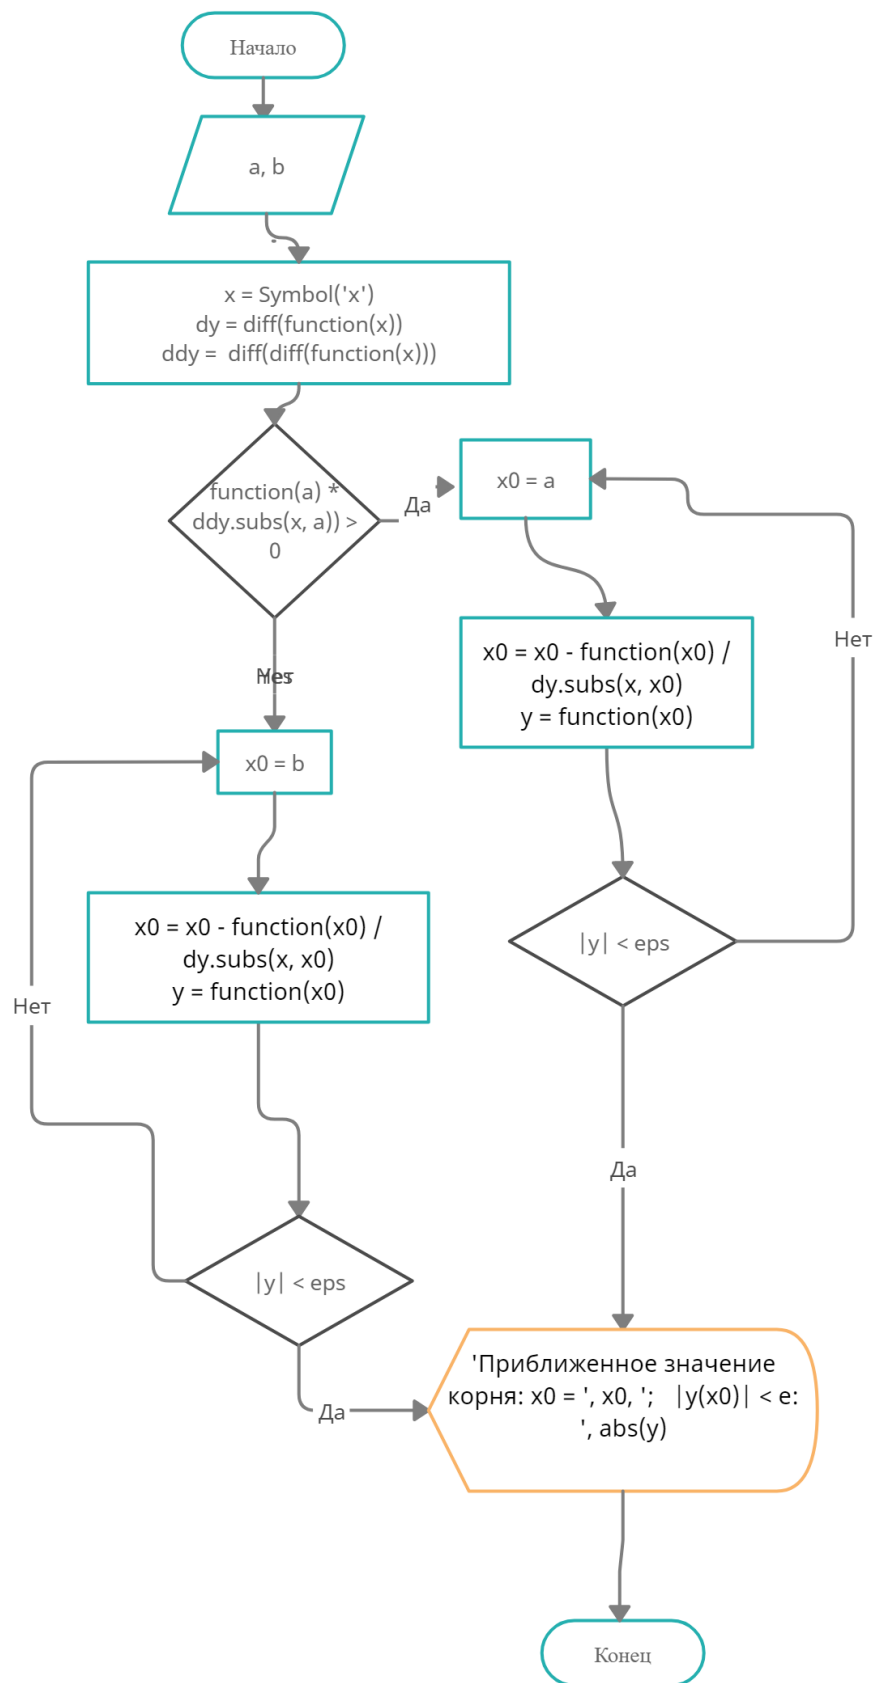 Начало
a, b
x = Symbol('x')
dy = diff(function(x))
ddy =  diff(diff(function(x)))
function(a) *
ddy.subs(x, a)) >
0
Да
x0 = a
Нет
x0 = x0 - function(x0) /
dy.subs(x, x0)
y = function(x0)
x0 = b
x0 = x0 - function(x0) /
dy.subs(x, x0)
y = function(x0)
|y| < eps
Нет
Да
|y| < eps
Да
'Приближенное значение
корня: x0 = ', x0, ';   |y(x0)| < e:
', abs(y)
Конец